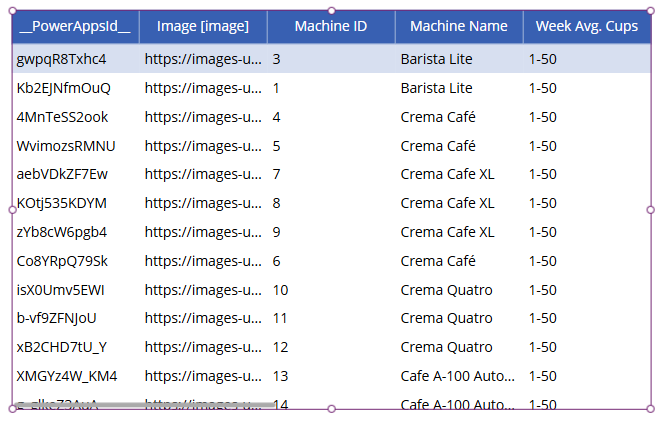 __PowerAppsId__ Image [image] Machine ID Machine Name Week Avg. Cups
gwpqR8Txhc4 https://images-u... 3 Barista Lite 1-50
Kb2EJNfmOuQ https://images-u... 1 Barista Lite 1-50
4MnTeSS2ook https://images-u... 4 Crema Café 1-50
WvimozsRMNU https://images-u... 5 Crema Café 1-50
aebVDkZF7Ew https://images-u... 7 Crema Cafe XL 1-50
KOtj535KDYM https://images-u... 8 Crema Cafe XL 1-50
zYb8cW6pgb4 https://images-u... 9 Crema Cafe XL 1-50
Co8YRpQ79Sk https://images-u... 6 Crema Café 1-50
isX0Umv5EWI https://images-u... 10 Crema Quatro 1-50
b-vf9ZFNJoU https://images-u... 11 Crema Quatro 1-50
xB2CHD7tU_Y https://images-u... 12 Crema Quatro 1-50
XMGYz4W_KM4 https://images-u... 13 Cafe A-100 Auto... 1-50
https://images-u... 14 Cafe A-100 Auto... 1-50